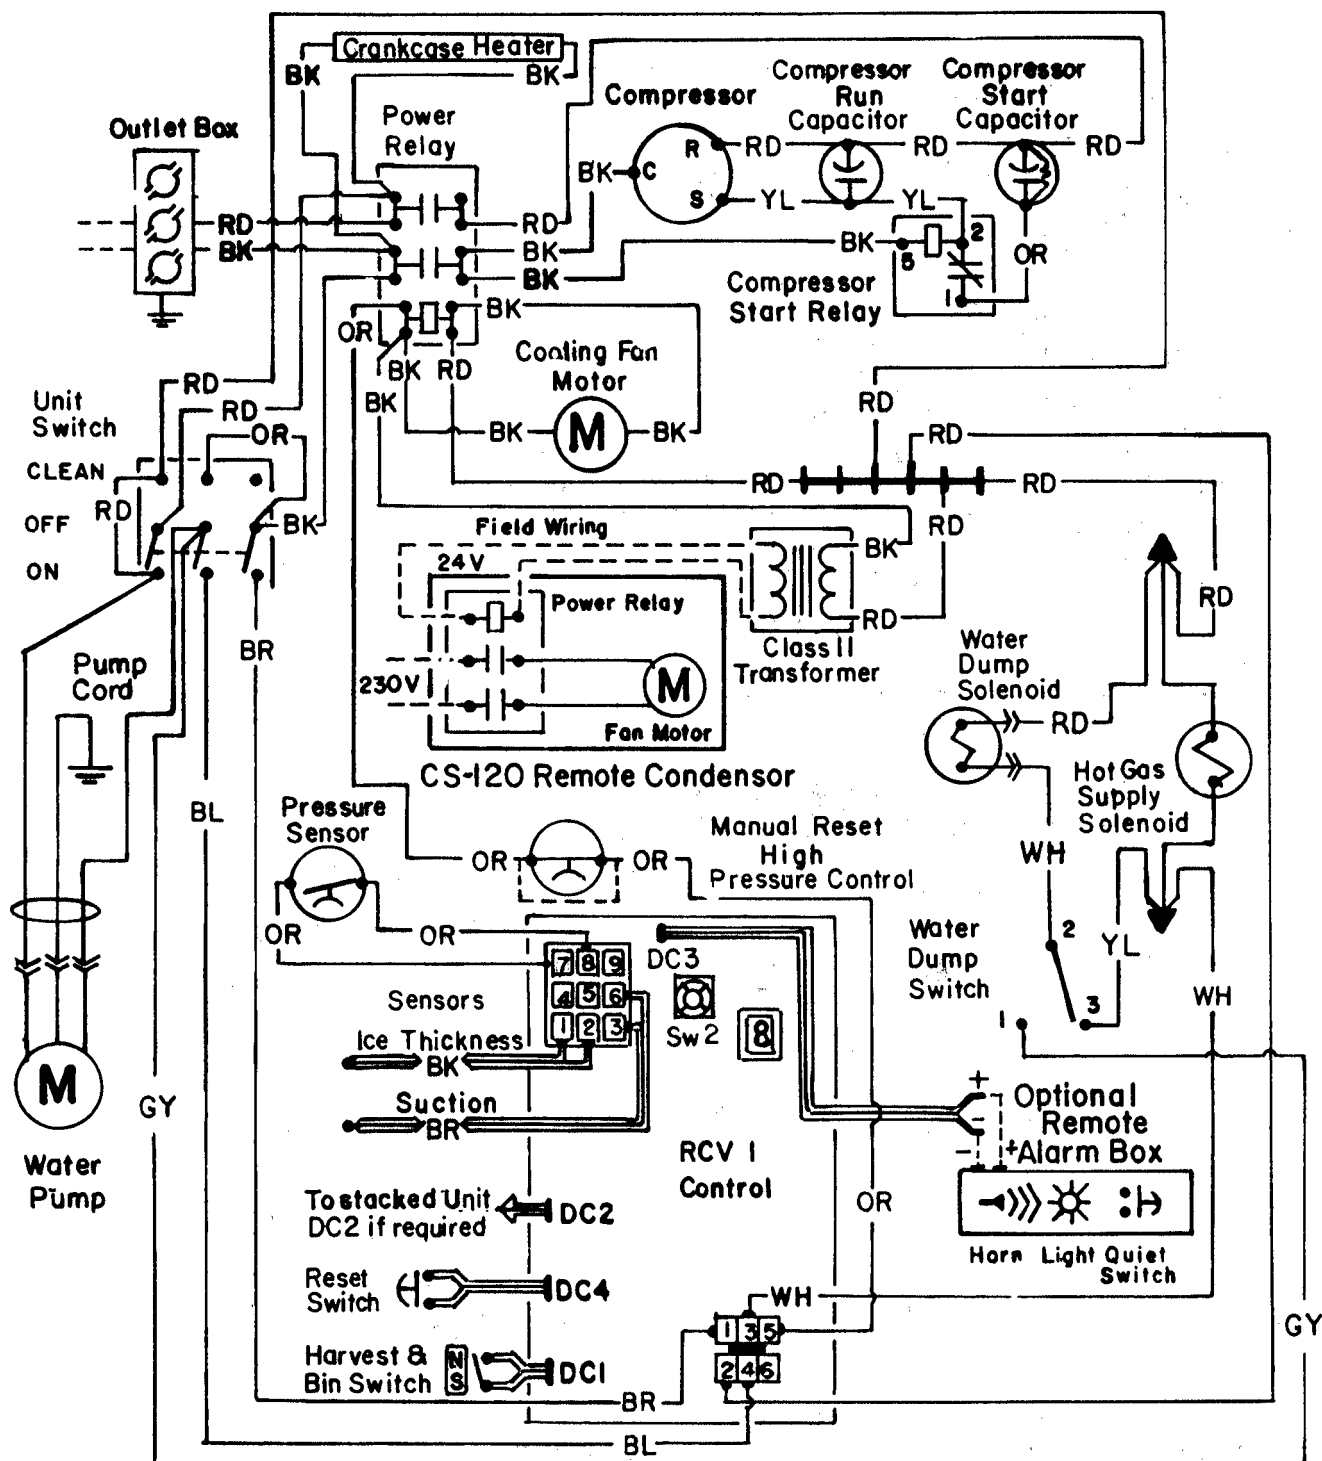 Crankcase Heater
BK
BK
Compressor
Compressor
Run
Capacitor
Compressor
Start
Capacitor
Outlet Box
Power
Relay
R
RD
RD
RD
BK
C
S
YL
YL
RD
RD
BK
BK
BK
BK
2
5
OR
1
Compressor
Start Relay
BK
OR
BK
RD
BK
Cooling Fan
Motor
BK
M
BK
RD
RD
OR
Unit
Switch
CLEAN
OFF
ON
RD
BK
RD
RD
RD
RD
RD
Field Wiring
24V
Power Relay
230V
M
Fan Motor
BK
RD
Class II
Transformer
CS-120 Remote Condensor
RD
BR
Pump
Cord
BL
Water
Dump
Solenoid
RD
Hot Gas
Supply
Solenoid
WH
Pressure
Sensor
OR
OR
Manual Reset
High
Pressure Control
OR
OR
Water
Dump
Switch
2
YL
3
1
WH
7
8
9
4
5
6
1
2
3
DC3
Sw2
8
Sensors
Ice Thickness
BK
Suction
BR
M
Water
Pump
GY
+
-
Optional
Remote
Alarm Box
-
+
Horn
Light
Quiet
Switch
RCV 1
Control
OR
To stacked Unit
DC2 if required
DC2
Reset
Switch
DC4
Harvest &
Bin Switch
N
S
DC1
WH
1
3
5
2
4
6
BR
BL
GY